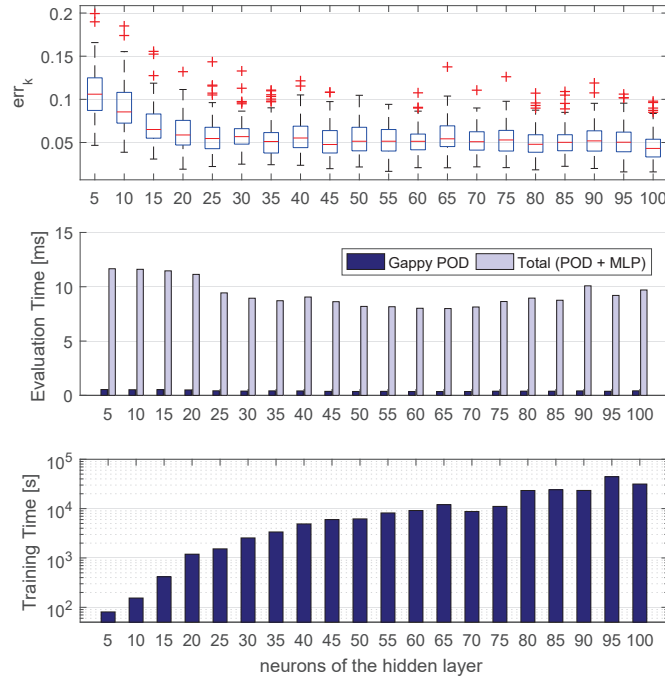 0.2
0.15
0.1
0.05
err_k
5 10 15 20 25 30 35 40 45 50 55 60 65 70 75 80 85 90 95 100
15
10
5
0
Evaluation Time [ms]
Gappy POD Total (POD + MLP)
5 10 15 20 25 30 35 40 45 50 55 60 65 70 75 80 85 90 95 100
10^5
10^4
10^3
10^2
Training Time [s]
5 10 15 20 25 30 35 40 45 50 55 60 65 70 75 80 85 90 95 100
neurons of the hidden layer